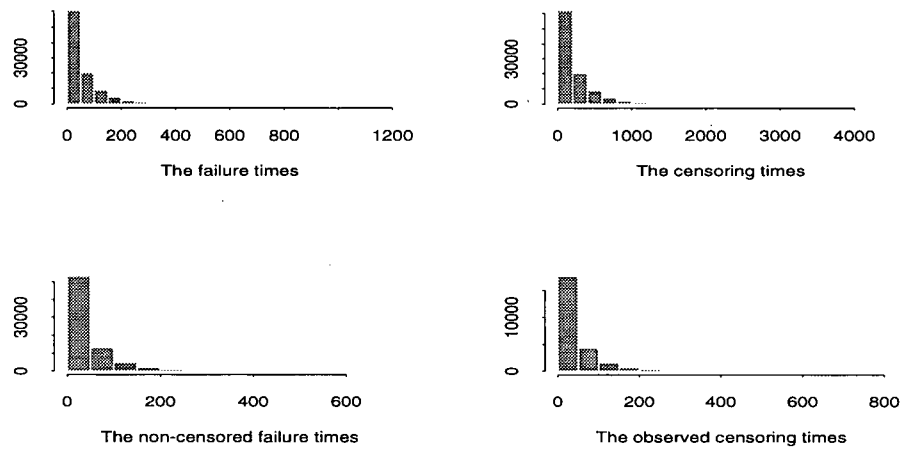 30000
0
0 200 400 600 800 1200
The failure times
30000
0
0 1000 2000 3000 4000
The censoring times
30000
0
0 200 400 600
The non-censored failure times
10000
0
0 200 400 600 800
The observed censoring times